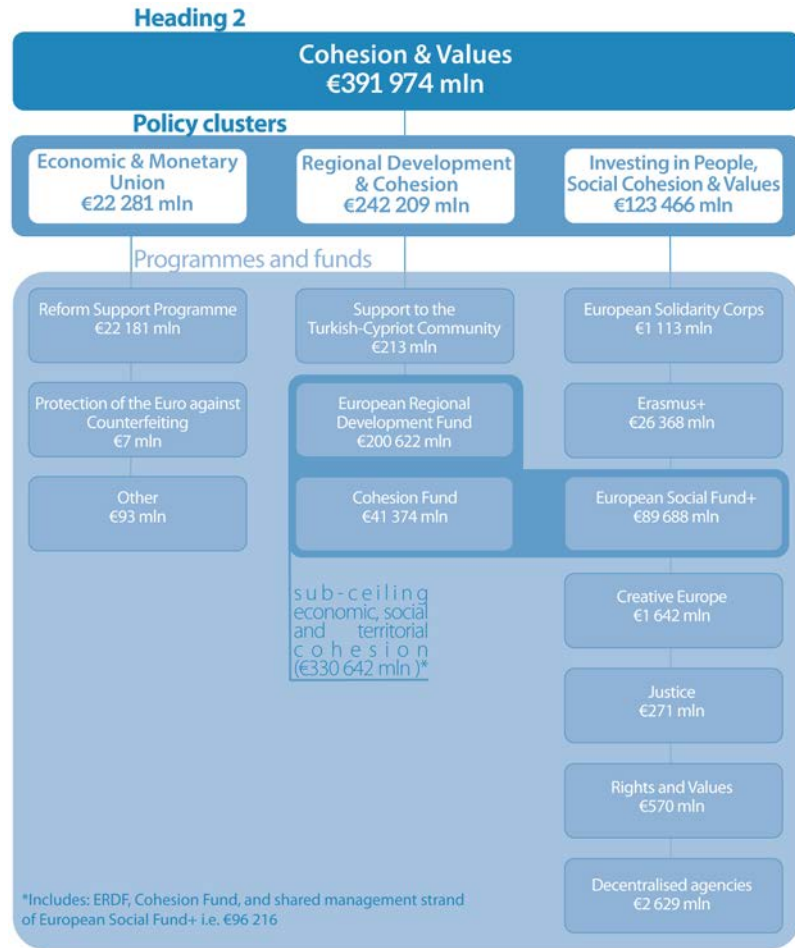 Heading 2
Cohesion & Values
€391 974 mln
Policy clusters
Economic & Monetary
Union
€22 281 mln
Regional Development
& Cohesion
€242 209 mln
Investing in People,
Social Cohesion & Values
€123 466 mln
Programmes and funds
Reform Support Programme
€22 181 mln
Protection of the Euro against
Counterfeiting
€7 mln
Other
€93 mln
Support to the
Turkish-Cypriot Community
€213 mln
European Regional
Development Fund
€200 622 mln
Cohesion Fund
€41 374 mln
sub-ceiling
economic, social
and territorial
cohesion
(€330 642 mln )*
European Solidarity Corps
€1 113 mln
Erasmus+
€26 368 mln
European Social Fund+
€89 688 mln
Creative Europe
€1 642 mln
Justice
€271 mln
Rights and Values
€570 mln
Decentralised agencies
€2 629 mln
*Includes: ERDF, Cohesion Fund, and shared management strand
of European Social Fund+ i.e. €96 216